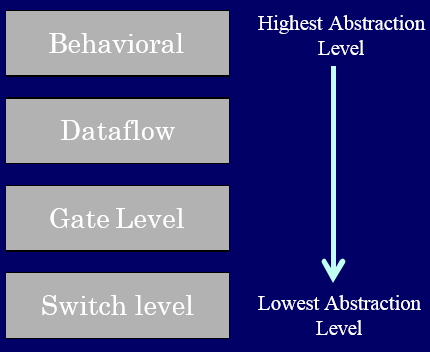 Behavioral
Highest Abstraction
Level
Dataflow
Gate Level
Switch level
Lowest Abstraction
Level